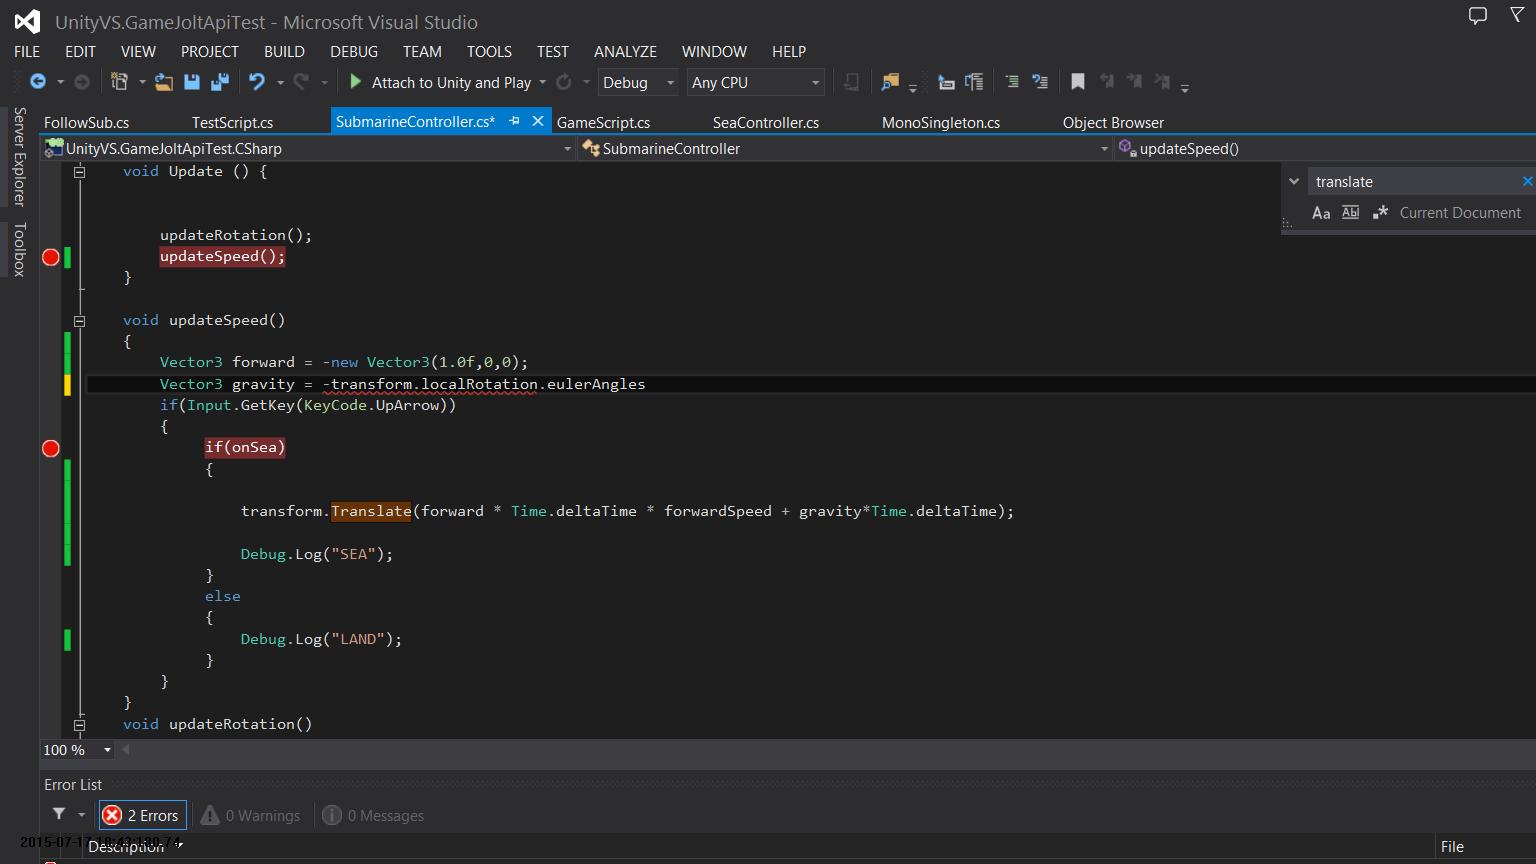 UnityVS.GameJoltApiTest - Microsoft Visual Studio
FILE EDIT VIEW PROJECT BUILD DEBUG TEAM TOOLS TEST ANALYZE WINDOW HELP
Attach to Unity and Play Debug Any CPU
Server Explorer
Toolbox
FollowSub.cs TestScript.cs SubmarineController.cs* GameScript.cs SeaController.cs MonoSingleton.cs Object Browser
UnityVS.GameJoltApiTest.CSharp SubmarineController updateSpeed()
translate
Aa Abl .* Current Document
void Update () {
updateRotation();
updateSpeed();
}
void updateSpeed()
{
Vector3 forward = -new Vector3(1.0f,0,0);
Vector3 gravity = -transform.localRotation.eulerAngles
if(Input.GetKey(KeyCode.UpArrow))
{
if(onSea)
{
transform.Translate(forward * Time.deltaTime * forwardSpeed + gravity*Time.deltaTime);
Debug.Log("SEA");
}
else
{
Debug.Log("LAND");
}
}
}
void updateRotation()
100 %
Error List
2 Errors 0 Warnings 0 Messages
2015-07-17
Description File